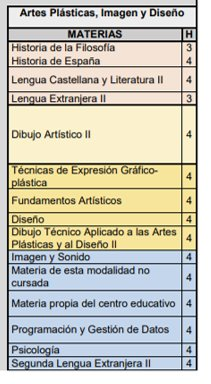 Artes Plásticas, Imagen y Diseño
MATERIAS H
Historia de la Filosofía 3
Historia de España 4
Lengua Castellana y Literatura II 4
Lengua Extranjera II 3
Dibujo Artístico II 4
Técnicas de Expresión Gráfico-
plástica 4
Fundamentos Artísticos 4
Diseño 4
Dibujo Técnico Aplicado a las Artes
Plásticas y al Diseño II 4
Imagen y Sonido 4
Materia de esta modalidad no
cursada 4
Materia propia del centro educativo 4
Programación y Gestión de Datos 4
Psicología 4
Segunda Lengua Extranjera II 4